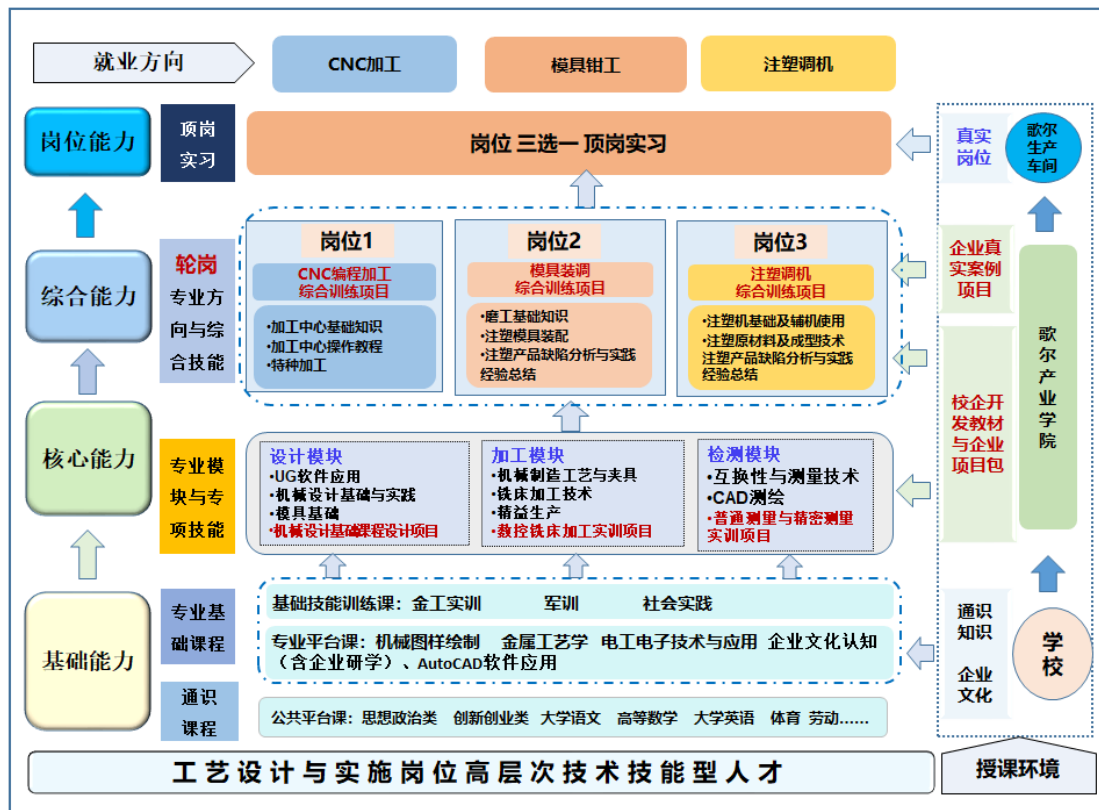 就业方向
CNC加工
模具钳工
注塑调机
岗位能力
顶岗
实习
岗位 三选一 顶岗实习
真实
岗位
歌尔
生产
车间
综合能力
轮岗
专业方
向与综
合技能
岗位1
CNC编程加工
综合训练项目
•加工中心基础知识
•加工中心操作教程
•特种加工
岗位2
模具装调
综合训练项目
•磨工基础知识
•注塑模具装配
•注塑产品缺陷分析与实践
经验总结
岗位3
注塑调机
综合训练项目
•注塑机基础及辅机使用
•注塑原材料及成型技术
注塑产品缺陷分析与实践
经验总结
企业真
实案例
项目
歌尔产业学院
核心能力
专业模
块与专
项技能
设计模块
•UG软件应用
•机械设计基础与实践
•模具基础
•机械设计基础课程设计项目
加工模块
•机械制造工艺与夹具
•铣床加工技术
•精益生产
•数控铣床加工实训项目
检测模块
•互换性与测量技术
•CAD测绘
•普通测量与精密测量
实训项目
校企开
发教材
与企业
项目包
基础能力
专业基
础课程
基础技能训练课：金工实训 军训 社会实践
专业平台课：机械图样绘制 金属工艺学 电工电子技术与应用 企业文化认知
（含企业研学）、AutoCAD软件应用
通识
课程
公共平台课：思想政治类 创新创业类 大学语文 高等数学 大学英语 体育 劳动……
通识
知识
企业
文化
学校
工艺设计与实施岗位高层次技术技能型人才
授课环境